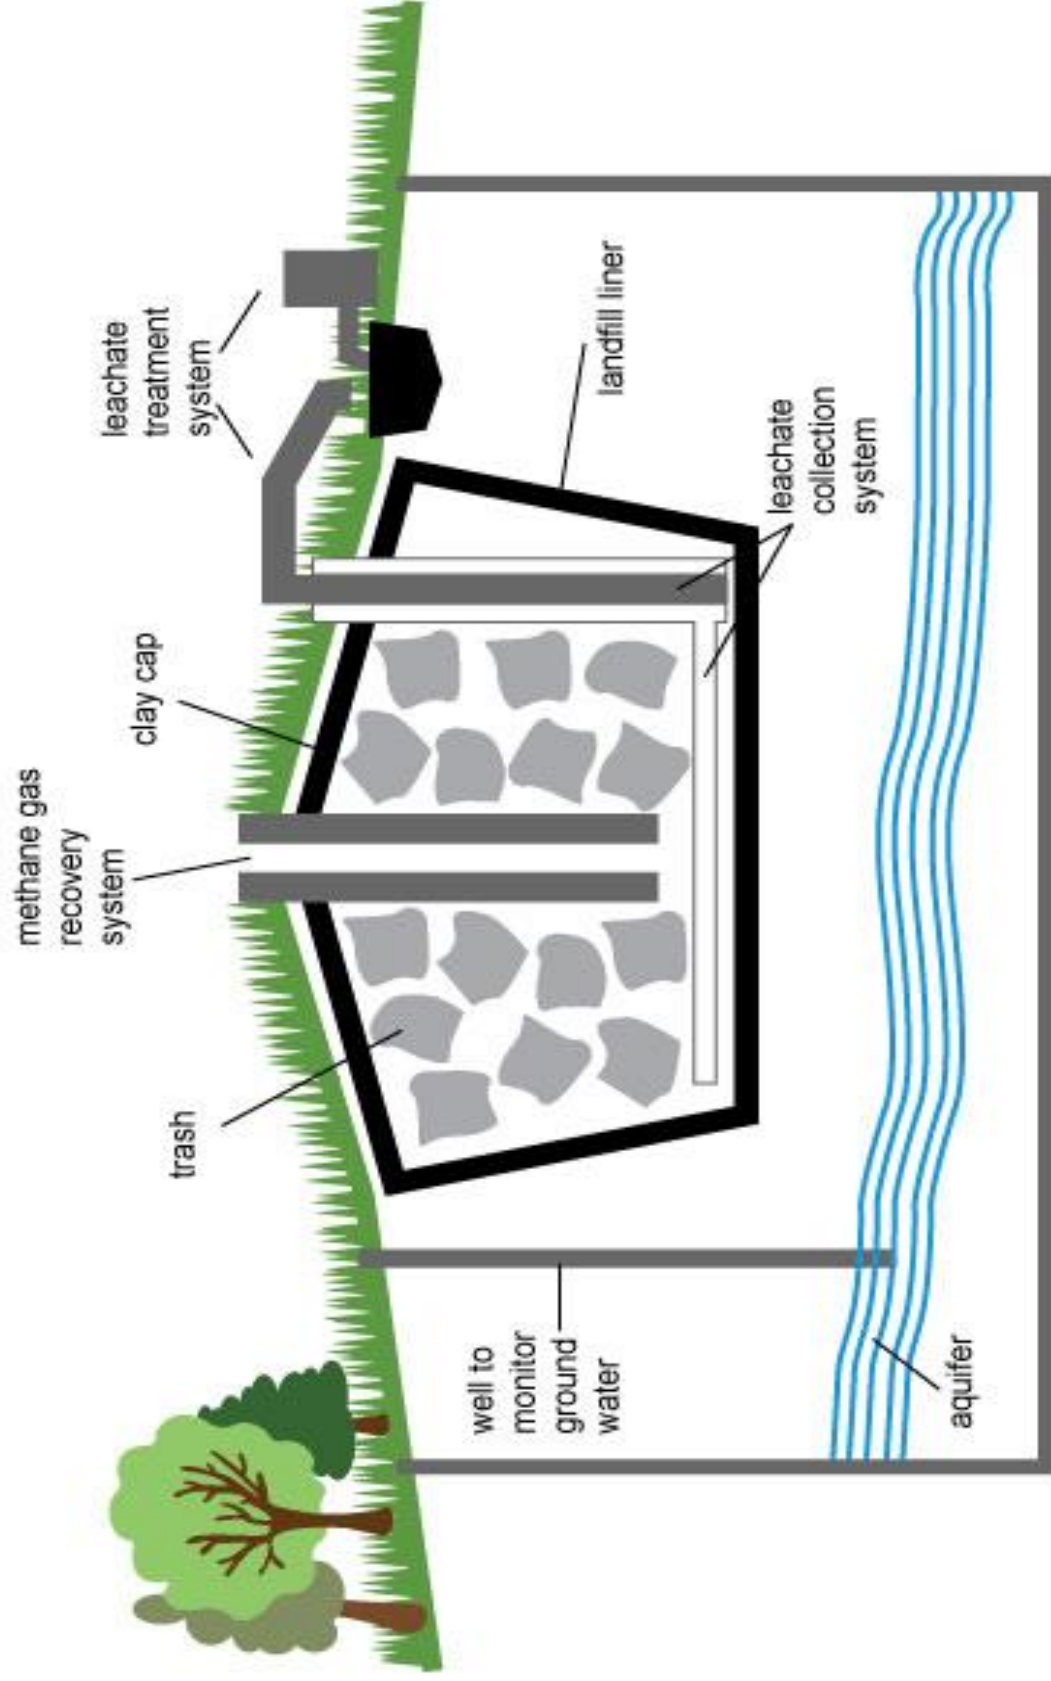 methane gas
recovery
system
clay cap
leachate
treatment
system
trash
landfill liner
leachate
collection
system
well to
monitor
ground
water
aquifer